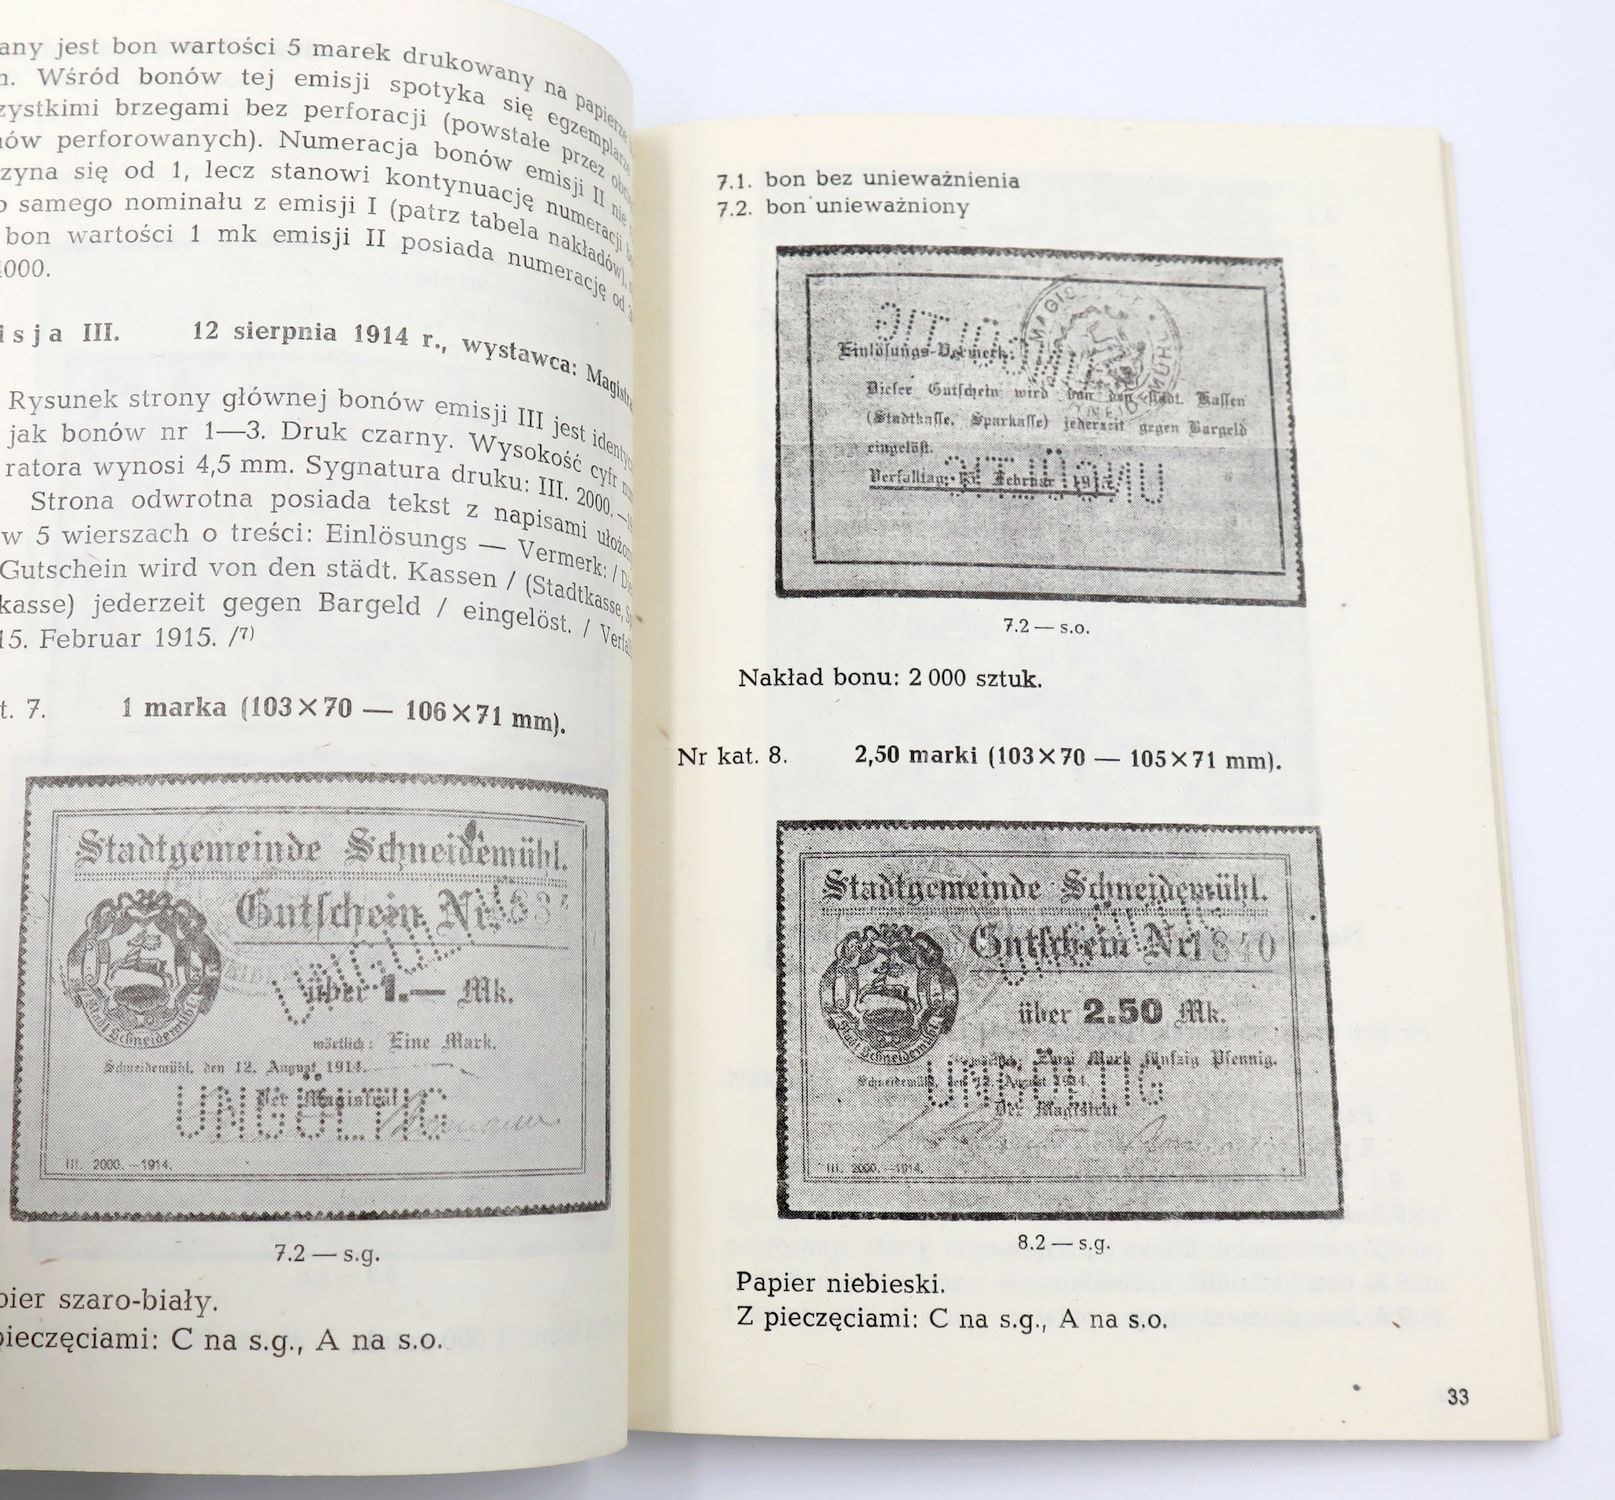 any jest bon wartości 5 marek drukowany na papierze
n. Wśród bonów tej emisji spotyka się egzemplarze
zystkimi brzegami bez perforacji (powstałe przez
ów perforowanych). Numeracja bonów emisji II nie
zyna się od 1, lecz stanowi kontynuację numeracji
o samego nominału z emisji I (patrz tabela nakładów),
bon wartości 1 mk emisji II posiada numerację od
000.
isja III. 12 sierpnia 1914 r., wystawca:
Rysunek strony głównej bonów emisji III jest
jak bonów nr 1—3. Druk czarny. Wysokość cyfr
ratora wynosi 4,5 mm. Sygnatura druku: III. 2000.
Strona odwrotna posiada tekst z napisami
w 5 wierszach o treści: Einlösungs — Vermerk: /
Gutschein wird von den städt. Kassen / (Stadtkasse,
kasse) jederzeit gegen Bargeld / eingelöst. /
15. Februar 1915. /7)
t. 7. 1 marka (103×70 — 106×71 mm).
Stadtgemeinde Schneidemühl.
Gutschein Nr.
über 1.— Mk.
wörtlich: Eine Mark.
Schneidemühl, den 12. August 1914.
Der Magistrat
UNGÜLTIG
UNGÜLTIG
Stadt Schneidemühl
III. 2000. —1914.
7.2 — s.g.
pier szaro-biały.
pieczęciami: C na s.g., A na s.o.
7.1. bon bez unieważnienia
7.2. bon unieważniony
UNGÜLTIG
Einlösungs-Vermerk:
Dieser Gutschein wird von den städt. Kassen
(Stadtkasse, Sparkasse) jederzeit gegen Bargeld
eingelöst.
Verfalltag: 15. Februar 1915.
UNGÜLTIG
7.2 — s.o.
Nakład bonu: 2 000 sztuk.
Nr kat. 8. 2,50 marki (103×70 — 105×71 mm).
Stadtgemeinde Schneidemühl.
Gutschein Nr. 1840
über 2.50 Mk.
wörtlich: Zwei Mark fünfzig Pfennig.
Schneidemühl, den 12. August 1914.
Der Magistrat
UNGÜLTIG
UNGÜLTIG
Stadt Schneidemühl
III. 2000. —1914.
8.2 — s.g.
Papier niebieski.
Z pieczęciami: C na s.g., A na s.o.
33